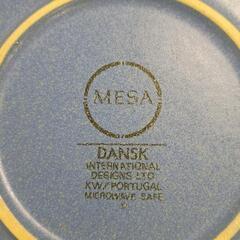 MESA
DANSK
INTERNATIONAL
DESIGNS LTD
KW/PORTUGAL
MICROWAVE SAFE
©